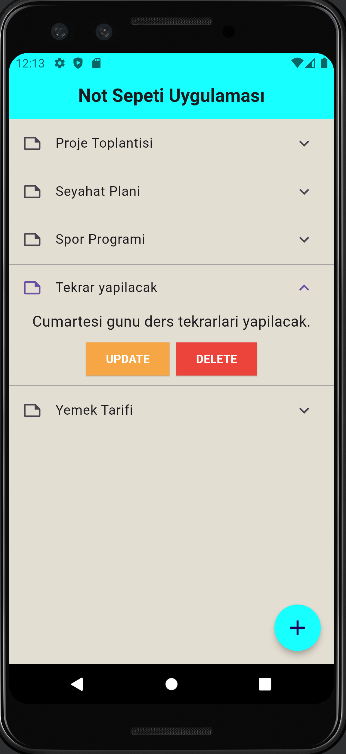 12:13
Not Sepeti Uygulaması
Proje Toplantisi
Seyahat Plani
Spor Programi
Tekrar yapilacak
Cumartesi gunu ders tekrarlari yapilacak.
UPDATE DELETE
Yemek Tarifi